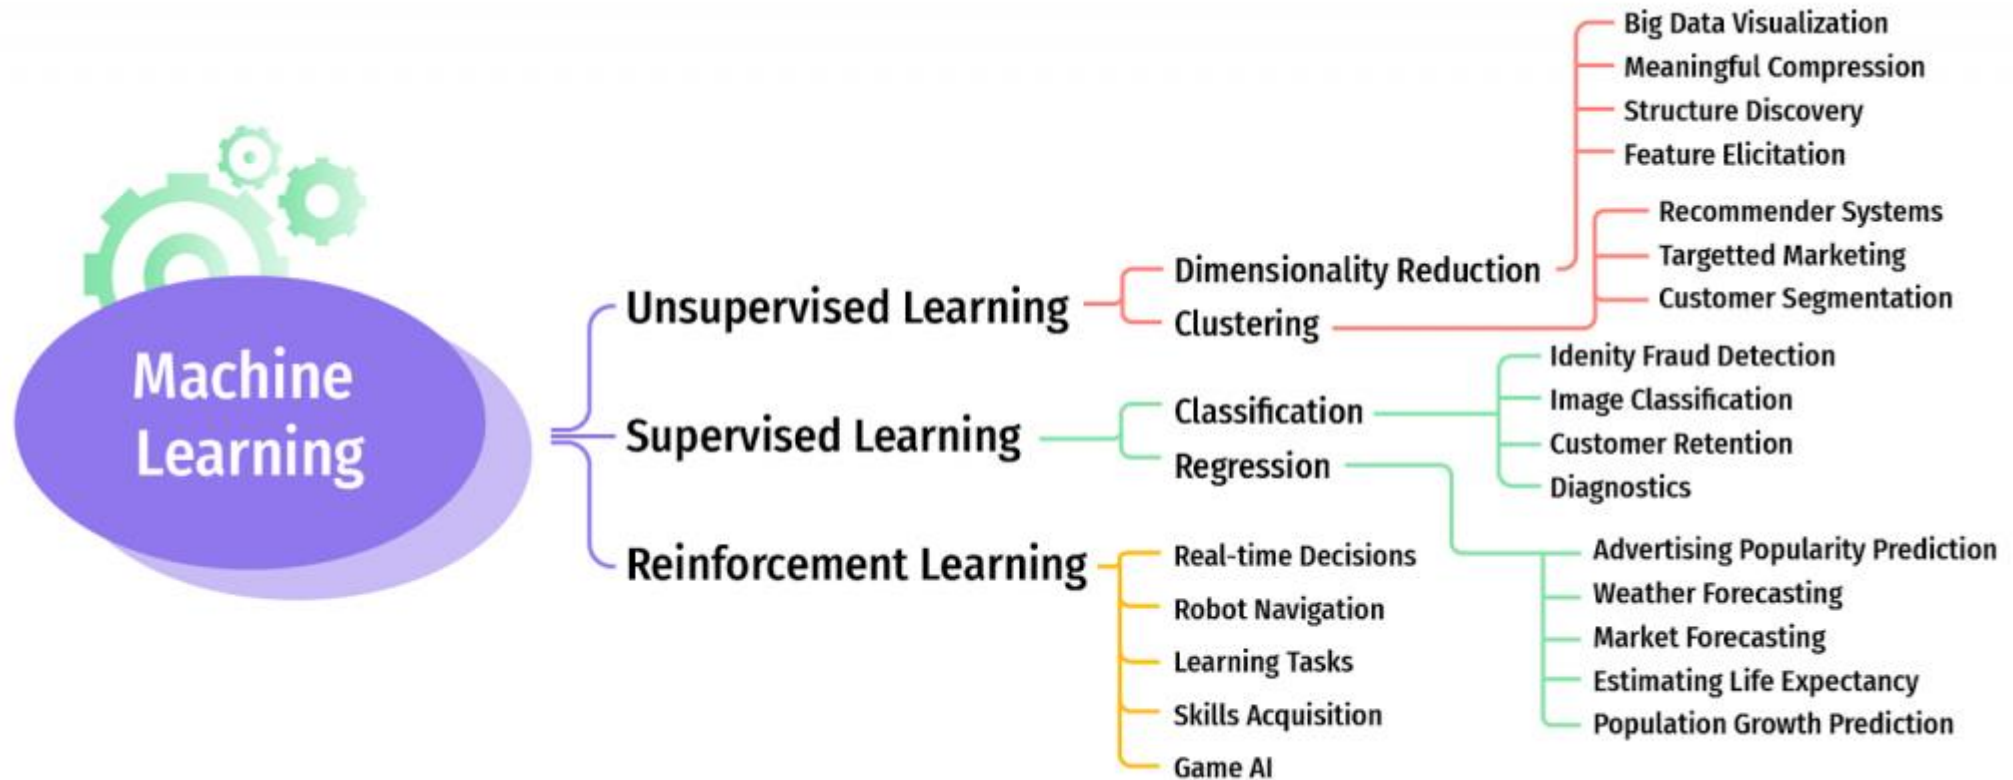 Machine
Learning
Unsupervised Learning
Dimensionality Reduction
Big Data Visualization
Meaningful Compression
Structure Discovery
Feature Elicitation
Clustering
Recommender Systems
Targetted Marketing
Customer Segmentation
Supervised Learning
Classification
Idenity Fraud Detection
Image Classification
Customer Retention
Diagnostics
Regression
Advertising Popularity Prediction
Weather Forecasting
Market Forecasting
Estimating Life Expectancy
Population Growth Prediction
Reinforcement Learning
Real-time Decisions
Robot Navigation
Learning Tasks
Skills Acquisition
Game AI